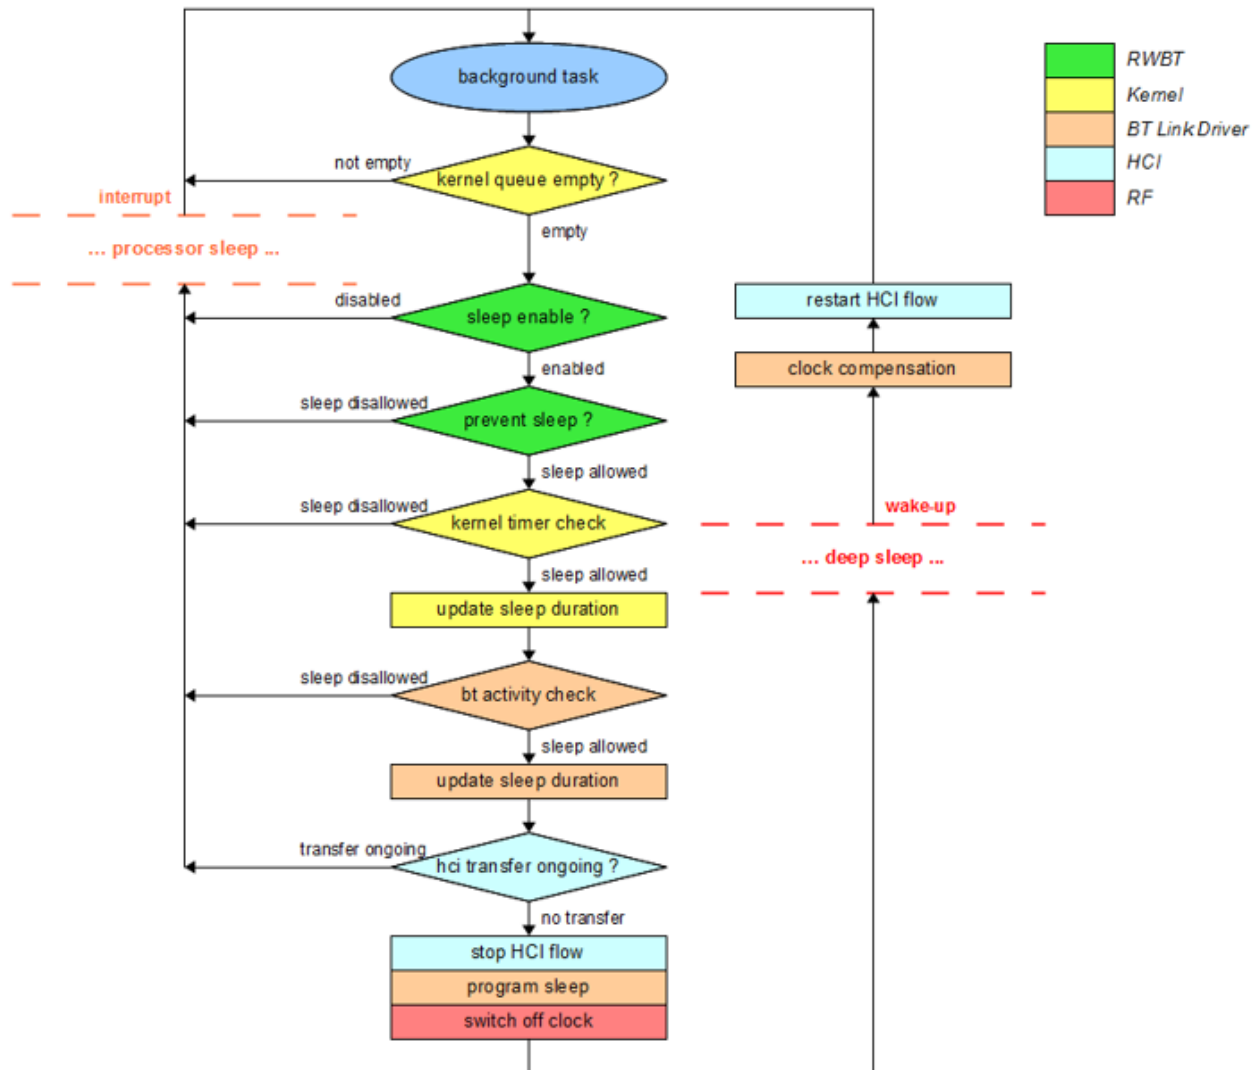 background task
RWBT
Kernel
BT Link Driver
HCI
RF
not empty
kernel queue empty ?
interrupt
empty
... processor sleep ...
disabled
sleep enable ?
restart HCI flow
enabled
clock compensation
sleep disallowed
prevent sleep ?
sleep allowed
sleep disallowed
kernel timer check
wake-up
... deep sleep ...
sleep allowed
update sleep duration
sleep disallowed
bt activity check
sleep allowed
update sleep duration
transfer ongoing
hci transfer ongoing ?
no transfer
stop HCI flow
program sleep
switch off clock